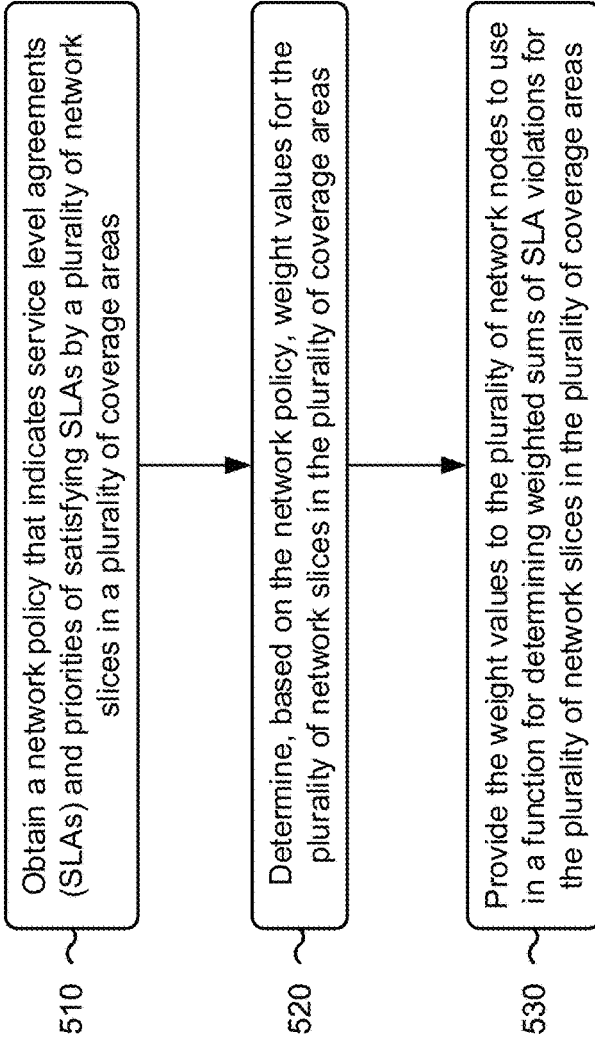 510
Obtain a network policy that indicates service level agreements
(SLAs) and priorities of satisfying SLAs by a plurality of network
slices in a plurality of coverage areas
520
Determine, based on the network policy, weight values for the
plurality of network slices in the plurality of coverage areas
530
Provide the weight values to the plurality of network nodes to use
in a function for determining weighted sums of SLA violations for
the plurality of network slices in the plurality of coverage areas